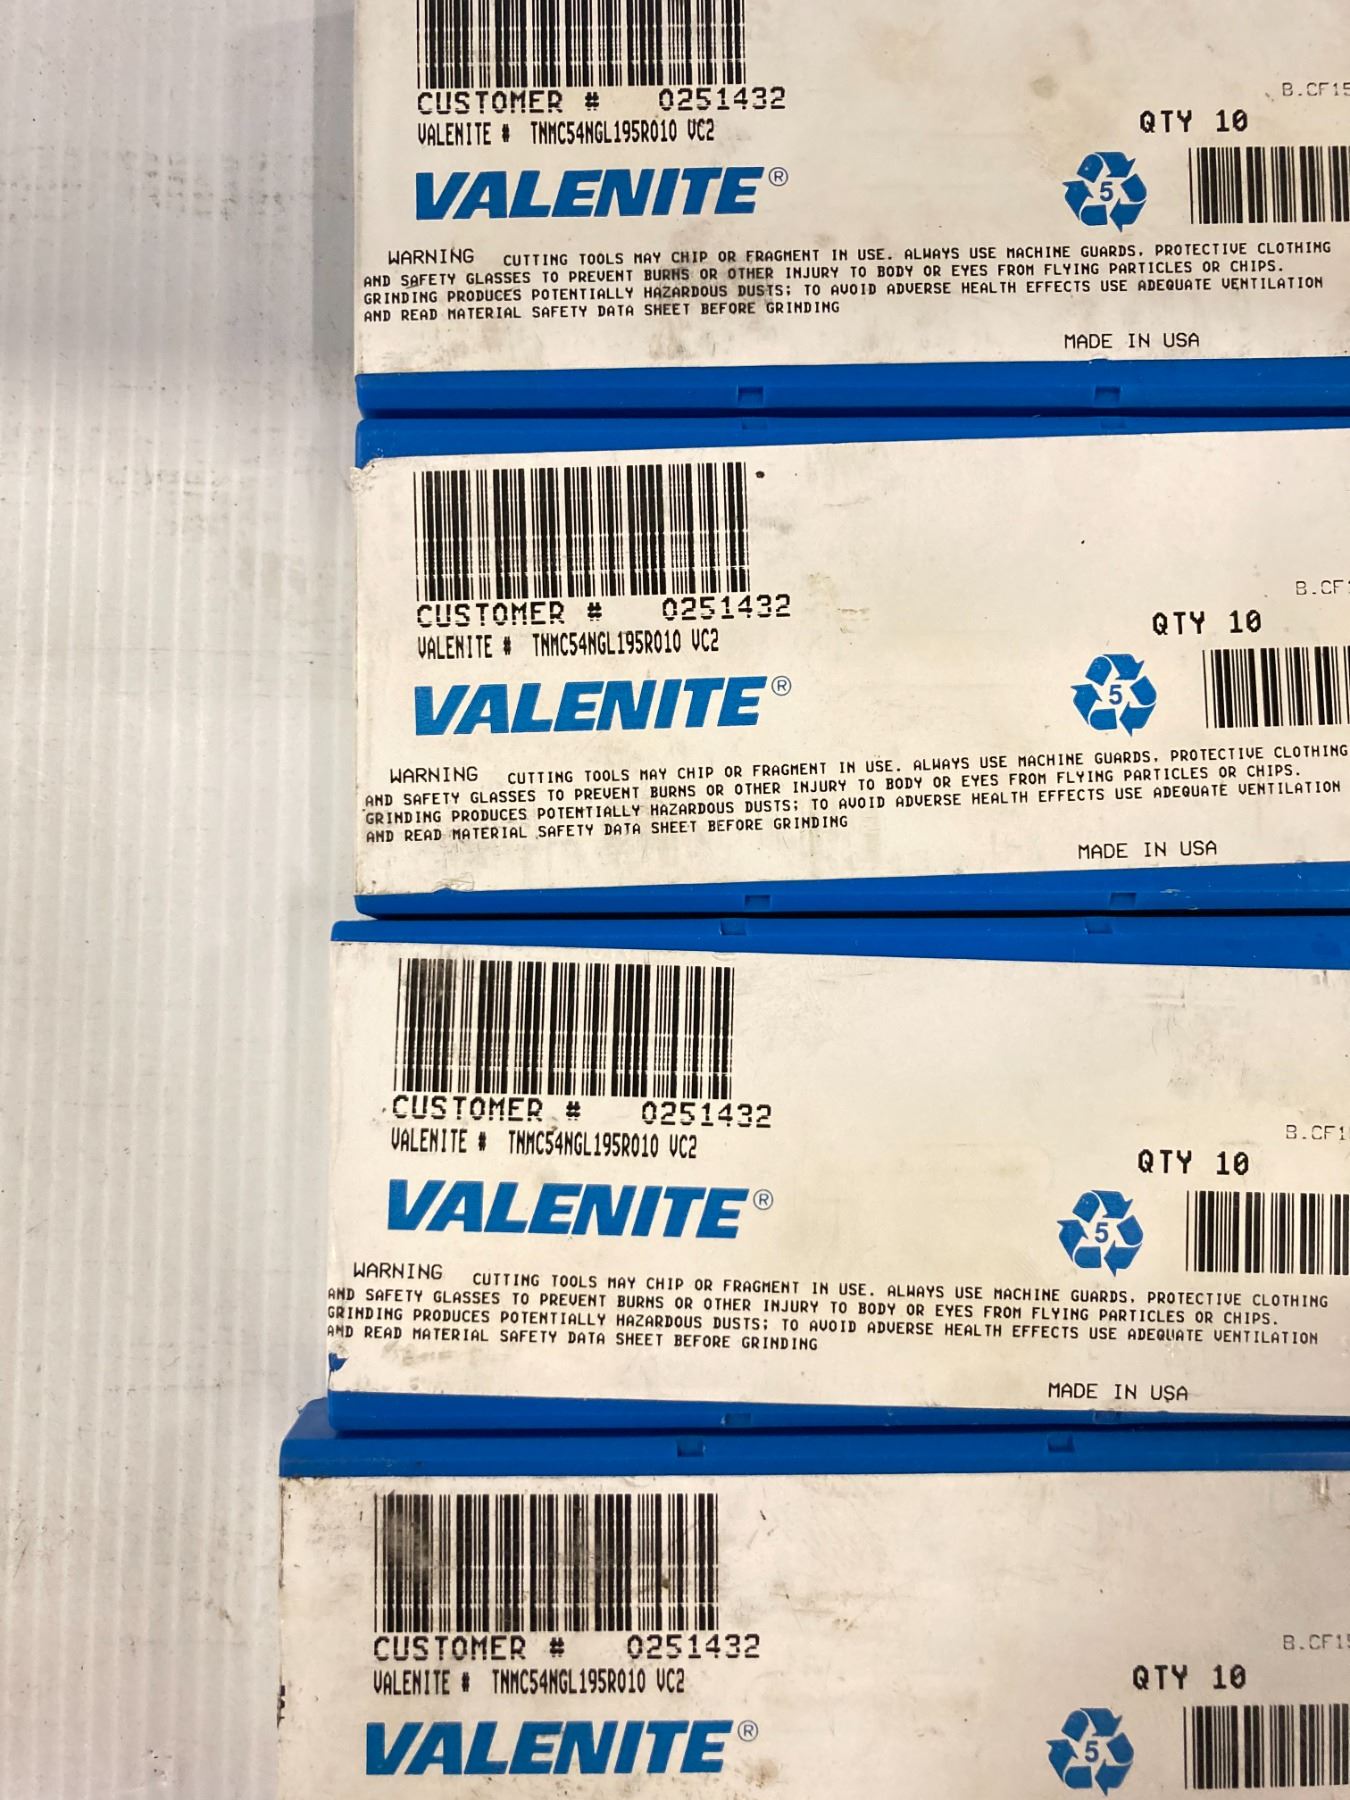 CUSTOMER # 0251432
B.CF15
QTY 10
VALENITE # TNMC54NGL195R010 VC2
VALENITE®
5
WARNING CUTTING TOOLS MAY CHIP OR FRAGMENT IN USE. ALWAYS USE MACHINE GUARDS, PROTECTIVE CLOTHING
AND SAFETY GLASSES TO PREVENT BURNS OR OTHER INJURY TO BODY OR EYES FROM FLYING PARTICLES OR CHIPS.
GRINDING PRODUCES POTENTIALLY HAZARDOUS DUSTS; TO AVOID ADVERSE HEALTH EFFECTS USE ADEQUATE VENTILATION
AND READ MATERIAL SAFETY DATA SHEET BEFORE GRINDING
MADE IN USA
CUSTOMER # 0251432
B.CF
QTY 10
VALENITE # TNMC54NGL195R010 VC2
VALENITE®
5
WARNING CUTTING TOOLS MAY CHIP OR FRAGMENT IN USE. ALWAYS USE MACHINE GUARDS, PROTECTIVE CLOTHING
AND SAFETY GLASSES TO PREVENT BURNS OR OTHER INJURY TO BODY OR EYES FROM FLYING PARTICLES OR CHIPS.
GRINDING PRODUCES POTENTIALLY HAZARDOUS DUSTS; TO AVOID ADVERSE HEALTH EFFECTS USE ADEQUATE VENTILATION
AND READ MATERIAL SAFETY DATA SHEET BEFORE GRINDING
MADE IN USA
CUSTOMER # 0251432
B.CF1
QTY 10
VALENITE # TNMC54NGL195R010 VC2
VALENITE®
5
WARNING CUTTING TOOLS MAY CHIP OR FRAGMENT IN USE. ALWAYS USE MACHINE GUARDS, PROTECTIVE CLOTHING
AND SAFETY GLASSES TO PREVENT BURNS OR OTHER INJURY TO BODY OR EYES FROM FLYING PARTICLES OR CHIPS.
GRINDING PRODUCES POTENTIALLY HAZARDOUS DUSTS; TO AVOID ADVERSE HEALTH EFFECTS USE ADEQUATE VENTILATION
AND READ MATERIAL SAFETY DATA SHEET BEFORE GRINDING
MADE IN USA
CUSTOMER # 0251432
B.CF15
QTY 10
VALENITE # TNMC54NGL195R010 VC2
VALENITE®
5